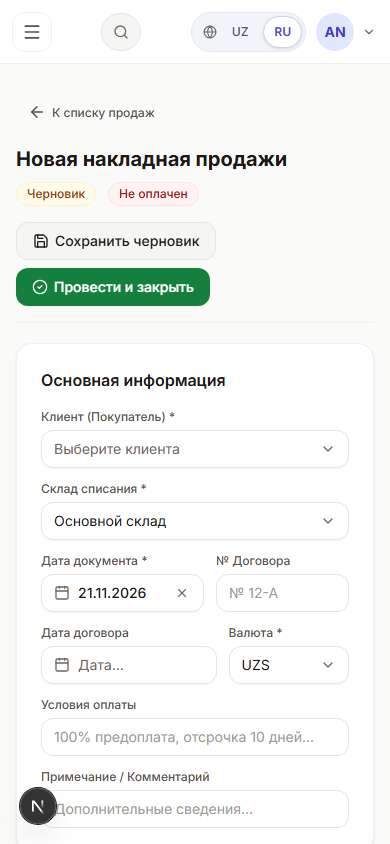 UZ
RU
AN
К списку продаж
Новая накладная продажи
Черновик
Не оплачен
Сохранить черновик
Провести и закрыть
Основная информация
Клиент (Покупатель) *
Выберите клиента
Склад списания *
Основной склад
Дата документа *
№ Договора
21.11.2026
№ 12-А
Дата договора
Валюта *
Дата...
UZS
Условия оплаты
100% предоплата, отсрочка 10 дней...
Примечание / Комментарий
N
Дополнительные сведения...